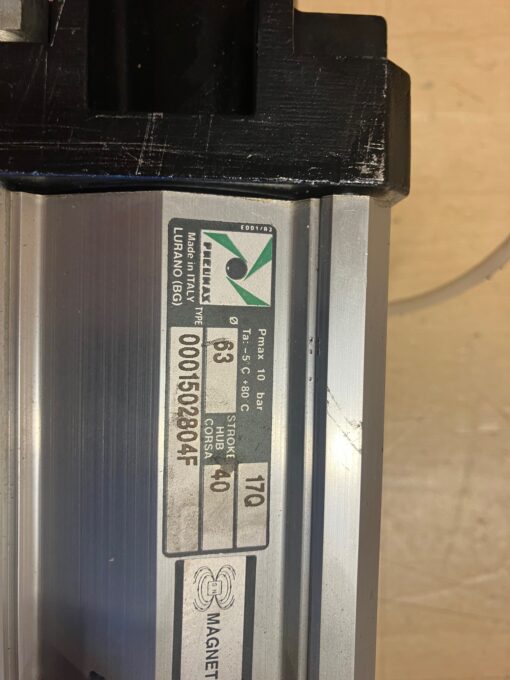 E001/83
PNEUMAX
Made in ITALY
LURANO (BG)
Pmax 10 bar
Ta: -5°C +80 C
17Q
Ø 63
STROKE
HUB
CORSA
40
TYPE
0001502804F
MAGNET